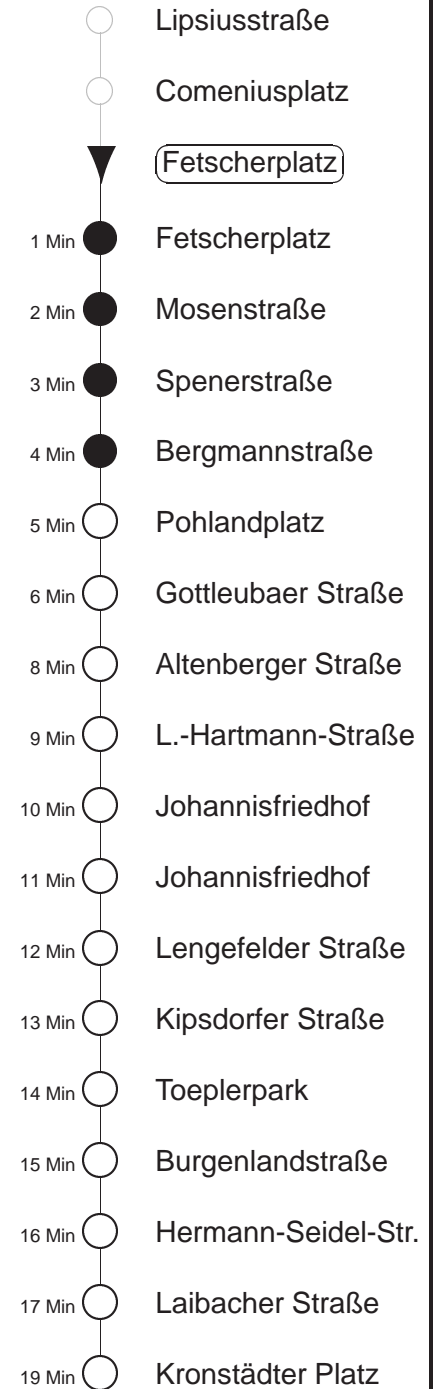 Lipsiusstraße
Comeniusplatz
Fetscherplatz
1 Min Fetscherplatz
2 Min Mosenstraße
3 Min Spenerstraße
4 Min Bergmannstraße
5 Min Pohlandplatz
6 Min Gottleubaer Straße
8 Min Altenberger Straße
9 Min L.-Hartmann-Straße
10 Min Johannisfriedhof
11 Min Johannisfriedhof
12 Min Lengefelder Straße
13 Min Kipsdorfer Straße
14 Min Toeplerpark
15 Min Burgenlandstraße
16 Min Hermann-Seidel-Str.
17 Min Laibacher Straße
19 Min Kronstädter Platz